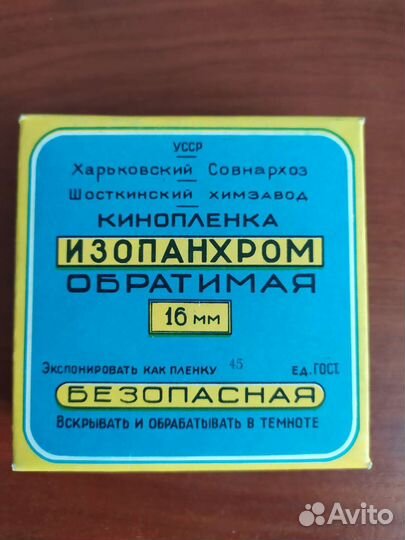 УССР
Харьковский Совнархоз
Шосткинский химзавод
КИНОПЛЕНКА
ИЗОПАНХРОМ
ОБРАТИМАЯ
16 мм
Экспонировать как пленку 45 ед. ГОСТ
БЕЗОПАСНАЯ
Вскрывать и обрабатывать в темноте
Avito